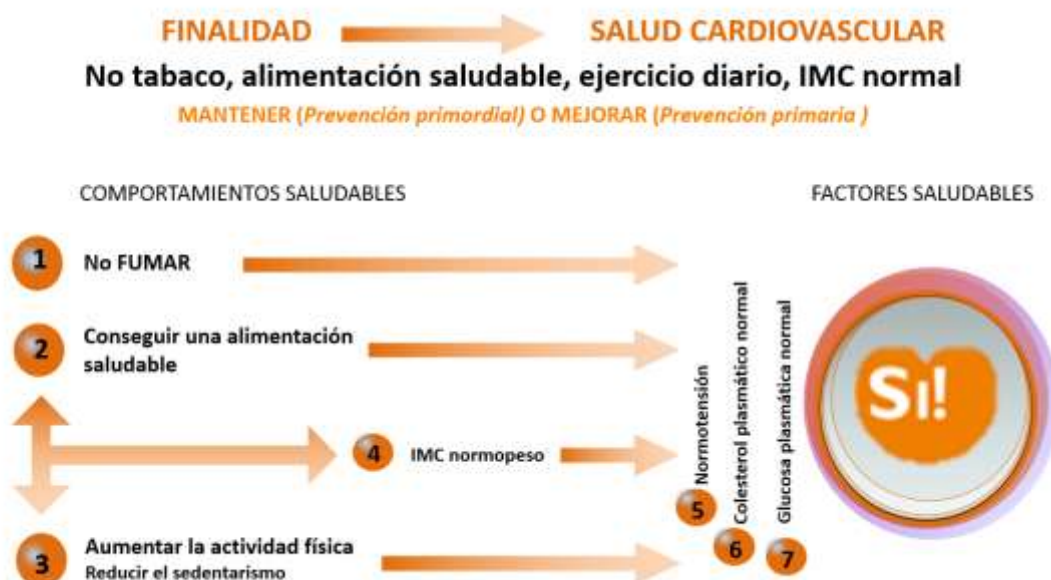 FINALIDAD SALUD CARDIOVASCULAR
No tabaco, alimentación saludable, ejercicio diario, IMC normal
MANTENER (Prevención primordial) O MEJORAR (Prevención primaria )
COMPORTAMIENTOS SALUDABLES FACTORES SALUDABLES
1 No FUMAR
2 Conseguir una alimentación
saludable
4 IMC normopeso
3 Aumentar la actividad física
Reducir el sedentarismo
Normotensión
5
Colesterol plasmático normal
6
Glucosa plasmática normal
7
SI!